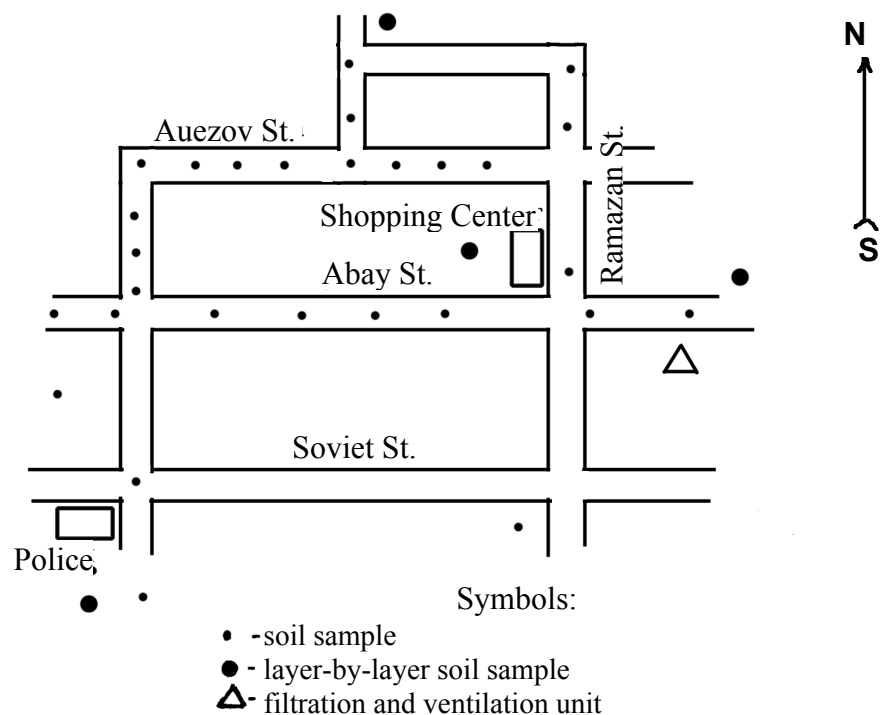 N
Auezov St.
Ramazan St.
Shopping Center
S
Abay St.
Soviet St.
Police
Symbols:
- soil sample
- layer-by-layer soil sample
- filtration and ventilation unit